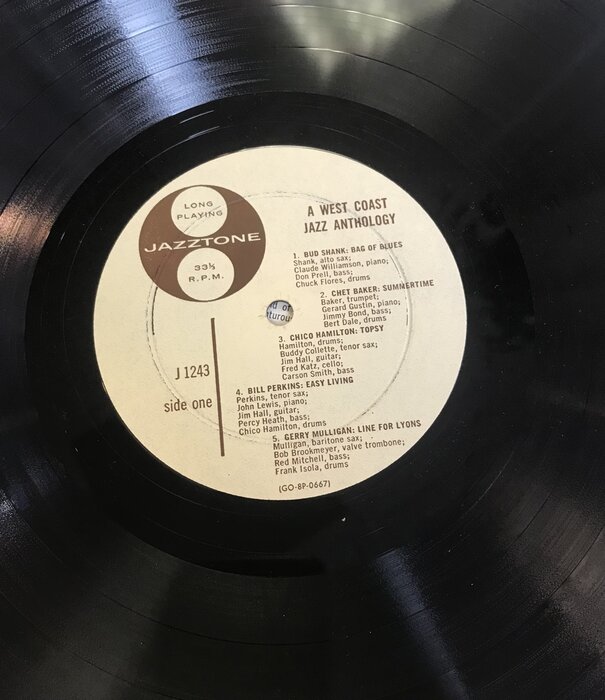 LONG
PLAYING
JAZZTONE
33⅓
R.P.M.
A WEST COAST
JAZZ ANTHOLOGY
1. BUD SHANK: BAG OF BLUES
Shank, alto sax;
Claude Williamson, piano;
Don Prell, bass;
Chuck Flores, drums
2. CHET BAKER: SUMMERTIME
Baker, trumpet;
Gerard Gustin, piano;
Jimmy Bond, bass;
Bert Dale, drums
3. CHICO HAMILTON: TOPSY
Hamilton, drums;
Buddy Collette, tenor sax;
Jim Hall, guitar;
Fred Katz, cello;
Carson Smith, bass
J 1243
side one
4. BILL PERKINS: EASY LIVING
Perkins, tenor sax;
John Lewis, piano;
Jim Hall, guitar;
Percy Heath, bass;
Chico Hamilton, drums
5. GERRY MULLIGAN: LINE FOR LYONS
Mulligan, baritone sax;
Bob Brookmeyer, valve trombone;
Red Mitchell, bass;
Frank Isola, drums
(GO-8P-0667)